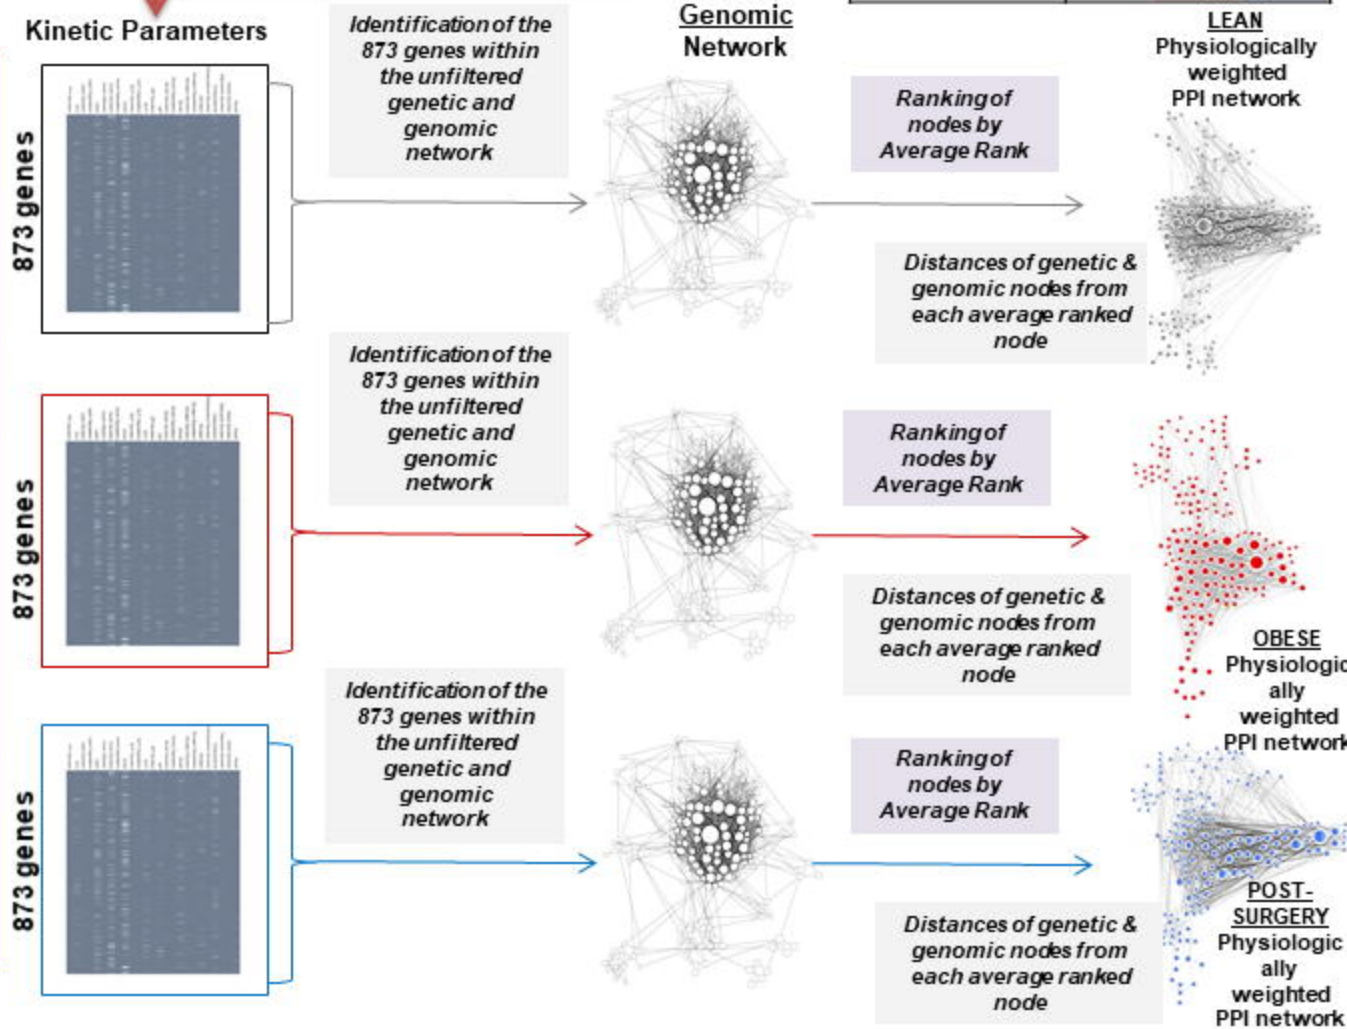 Kinetic Parameters
873 genes
Identification of the
873 genes within
the unfiltered
genetic and
genomic
network
Genomic
Network
Ranking of
nodes by
Average Rank
Distances of genetic &
genomic nodes from
each average ranked
node
LEAN
Physiologically
weighted
PPI network
873 genes
Identification of the
873 genes within
the unfiltered
genetic and
genomic
network
Ranking of
nodes by
Average Rank
Distances of genetic &
genomic nodes from
each average ranked
node
OBESE
Physiologic
ally
weighted
PPI network
873 genes
Identification of the
873 genes within
the unfiltered
genetic and
genomic
network
Ranking of
nodes by
Average Rank
Distances of genetic &
genomic nodes from
each average ranked
node
POST-
SURGERY
Physiologic
ally
weighted
PPI network